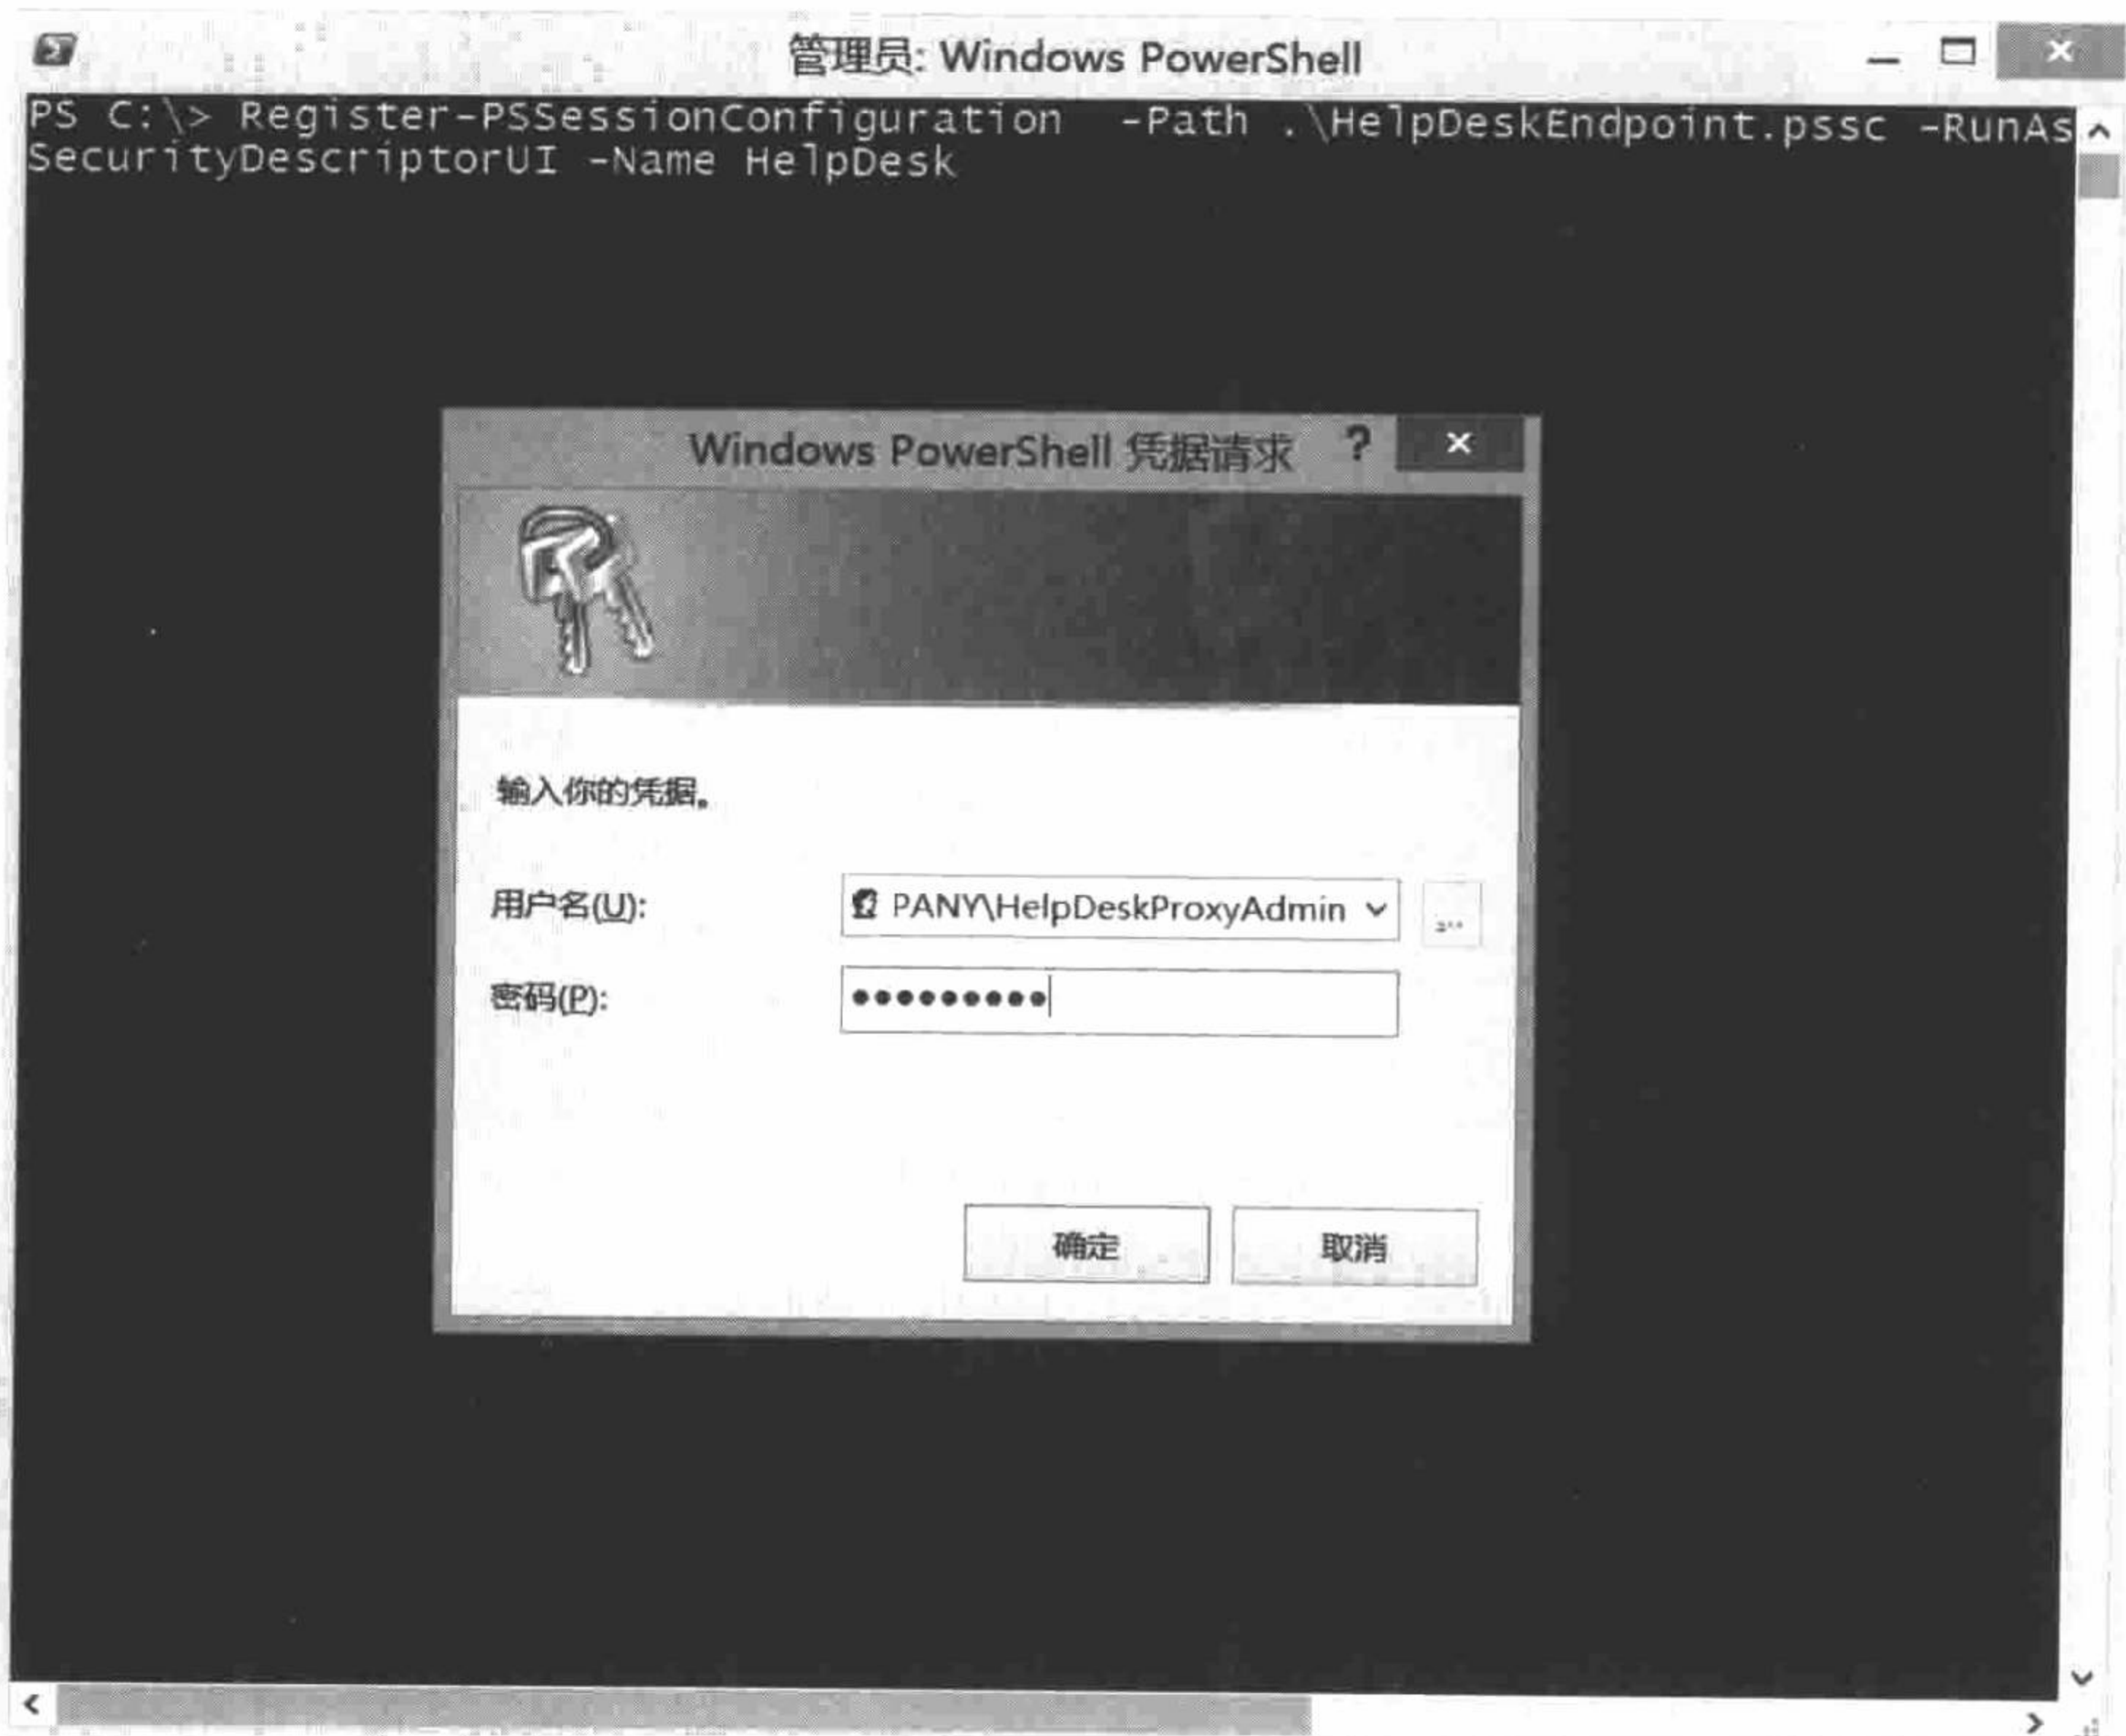 管理员: Windows PowerShell
PS C:\> Register-PSSessionConfiguration  -Path .\HelpDeskEndpoint.pssc -RunAs
SecurityDescriptorUI -Name HelpDesk
Windows PowerShell 凭据请求
输入你的凭据。
用户名(U):
PANY\HelpDeskProxyAdmin
...
密码(P):
●●●●●●●●●
确定
取消